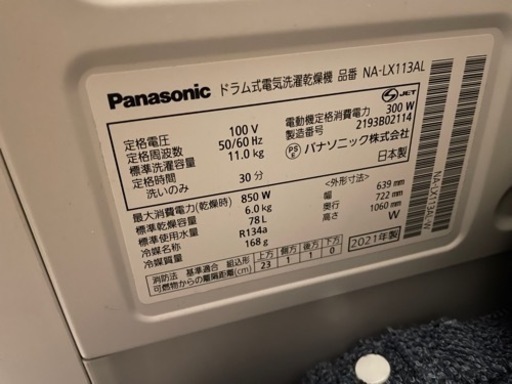 Panasonic ドラム式電気洗濯乾燥機 品番 NA-LX113AL
JET
定格電圧 100 V
定格周波数 50/60 Hz
標準洗濯容量 11.0 kg
洗いのみ 30 分
電動機定格消費電力 300 W
製造番号 2193B02114
PS E パナソニック株式会社
日本製
最大消費電力(乾燥時) 850 W
標準乾燥容量 6.0 kg
標準使用水量 78 L
冷媒名称 R134a
冷媒質量 168 g
<外形寸法>
幅 639 mm
奥行 722 mm
高さ 1060 mm
W
消防法 基準適合 組込形
可燃物からの離隔距離(cm)
上方 側方 後方 下方
23 1 1 0
2021年製
NA-LX113AL-W